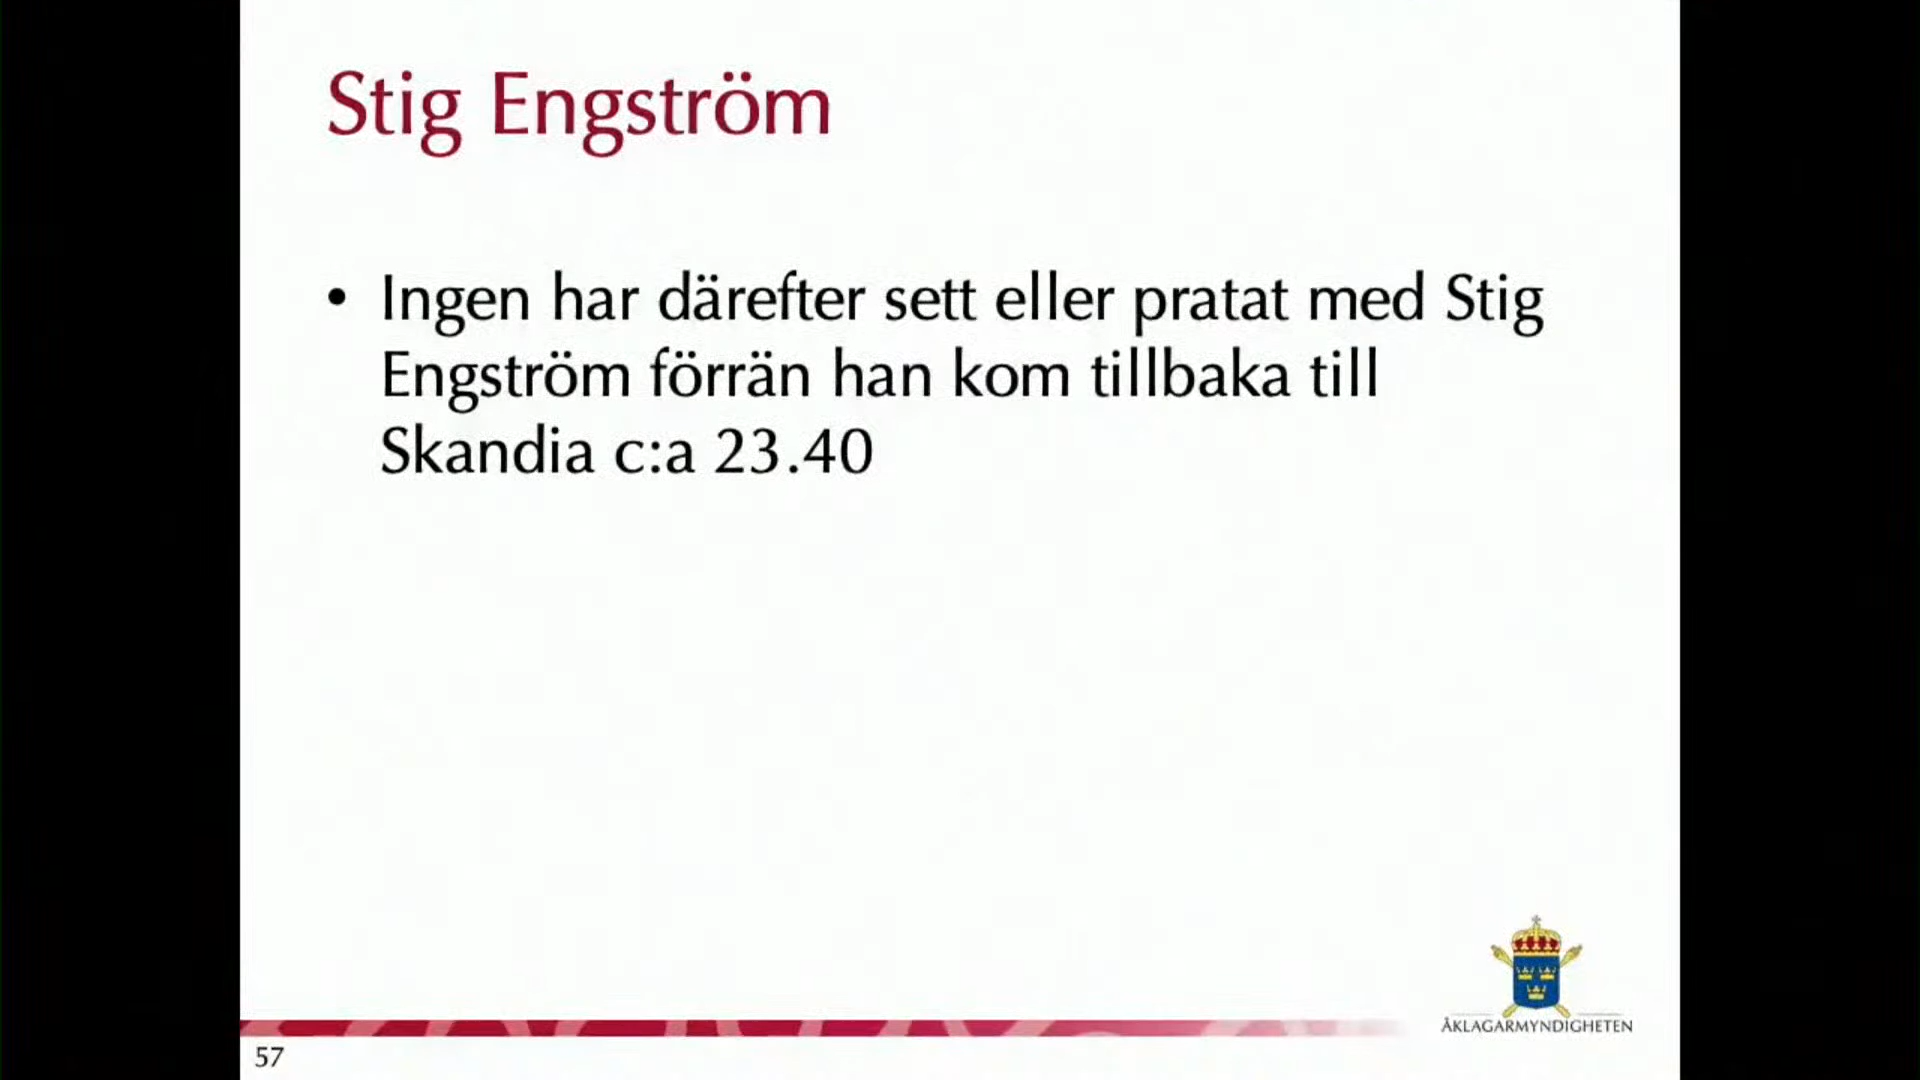 Stig Engström
• Ingen har därefter sett eller pratat med Stig
Engström förrän han kom tillbaka till
Skandia c:a 23.40
ÅKLAGARMYNDIGHETEN
57